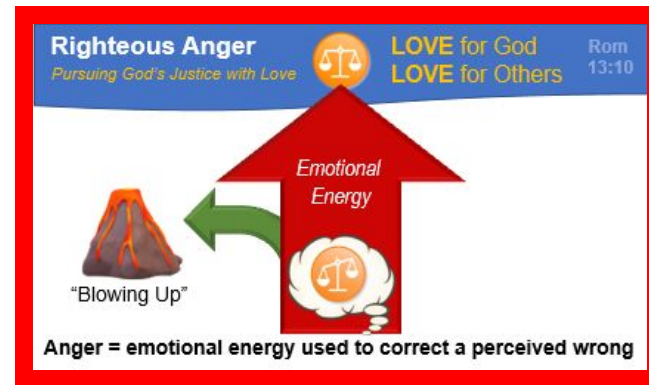 Righteous Anger
Pursuing God's Justice with Love
LOVE for God
LOVE for Others
Rom
13:10
Emotional
Energy
“Blowing Up”
Anger = emotional energy used to correct a perceived wrong